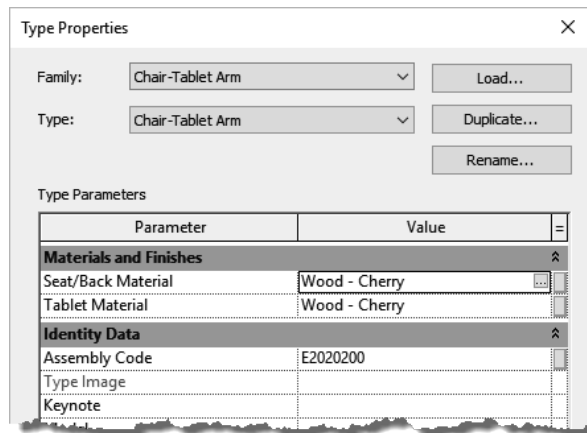 Type Properties
Family: Chair-Tablet Arm Load...
Type: Chair-Tablet Arm Duplicate...
Rename...
Type Parameters
Parameter Value =
Materials and Finishes
Seat/Back Material Wood - Cherry ...
Tablet Material Wood - Cherry
Identity Data
Assembly Code E2020200
Type Image
Keynote